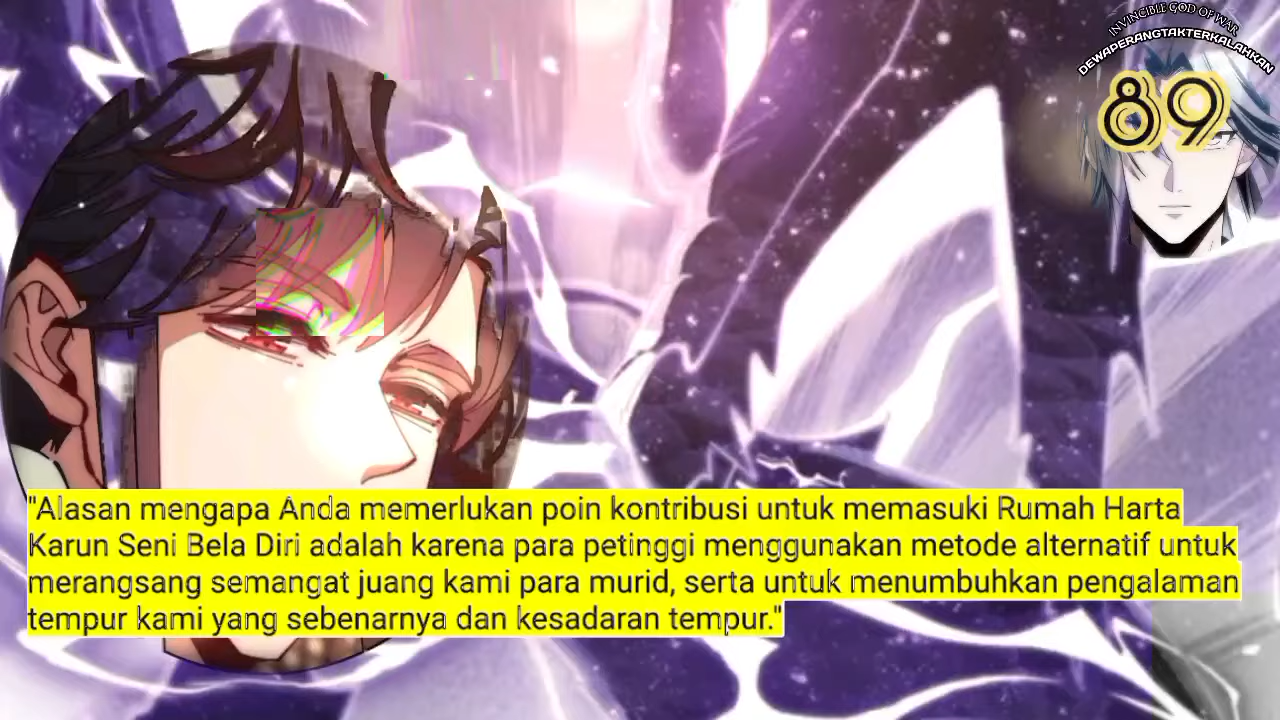 INVINCIBLE GOD OF WAR
DEWAPERANGTAKTERKALAHKAN
89
"Alasan mengapa Anda memerlukan poin kontribusi untuk memasuki Rumah Harta
Karun Seni Bela Diri adalah karena para petinggi menggunakan metode alternatif untuk
merangsang semangat juang kami para murid, serta untuk menumbuhkan pengalaman
tempur kami yang sebenarnya dan kesadaran tempur."